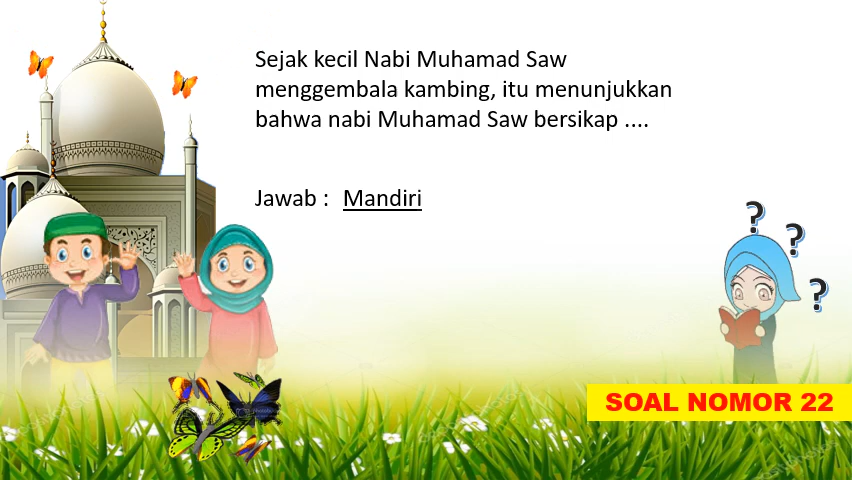 Sejak kecil Nabi Muhamad Saw
menggembala kambing, itu menunjukkan
bahwa nabi Muhamad Saw bersikap ....
Jawab : Mandiri
?
?
?
SOAL NOMOR 22